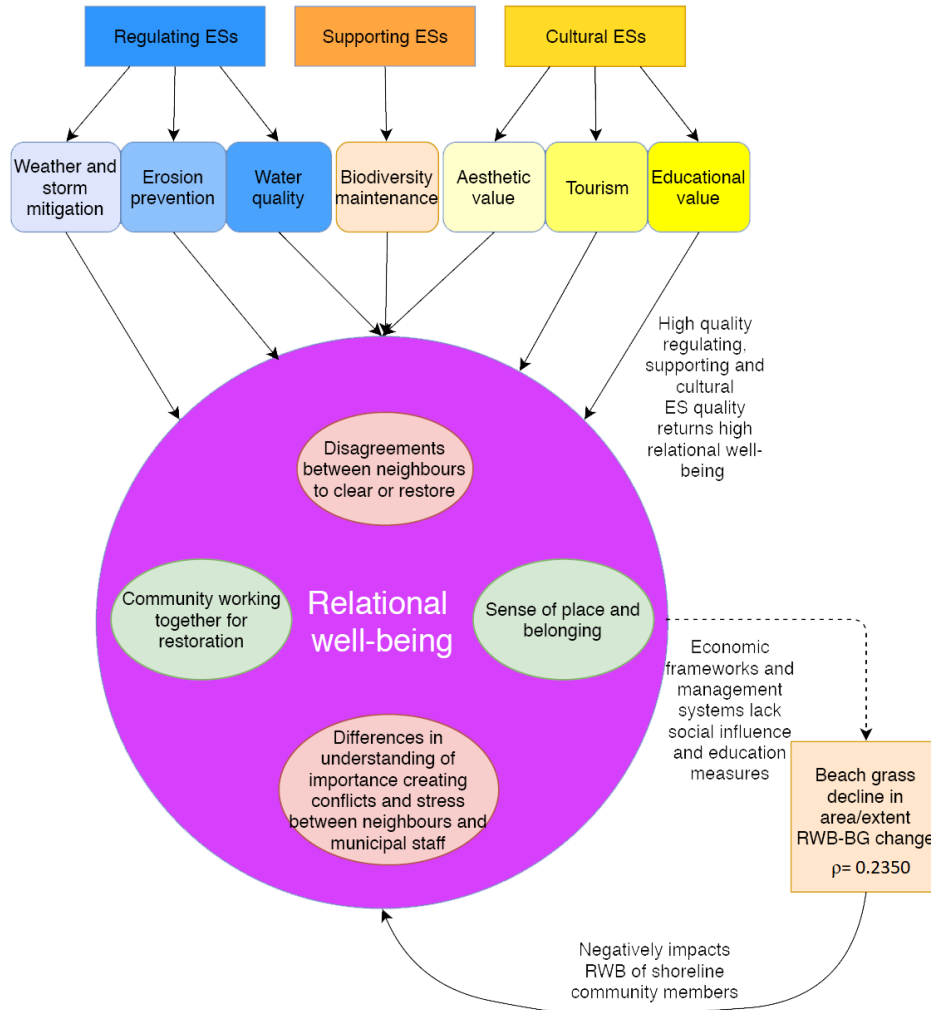 Regulating ESs
Supporting ESs
Cultural ESs
Weather and
storm
mitigation
Erosion
prevention
Water
quality
Biodiversity
maintenance
Aesthetic
value
Tourism
Educational
value
High quality
regulating,
supporting and
cultural
ES quality
returns high
relational well-
being
Disagreements
between neighbours
to clear or restore
Community working
together for
restoration
Relational
well-being
Sense of place and
belonging
Economic
frameworks and
management
systems lack
social influence
and education
measures
Differences in
understanding of
importance creating
conflicts and stress
between neighbours and
municipal staff
Beach grass
decline in
area/extent
RWB-BG change
ρ= 0.2350
Negatively impacts
RWB of shoreline
community members